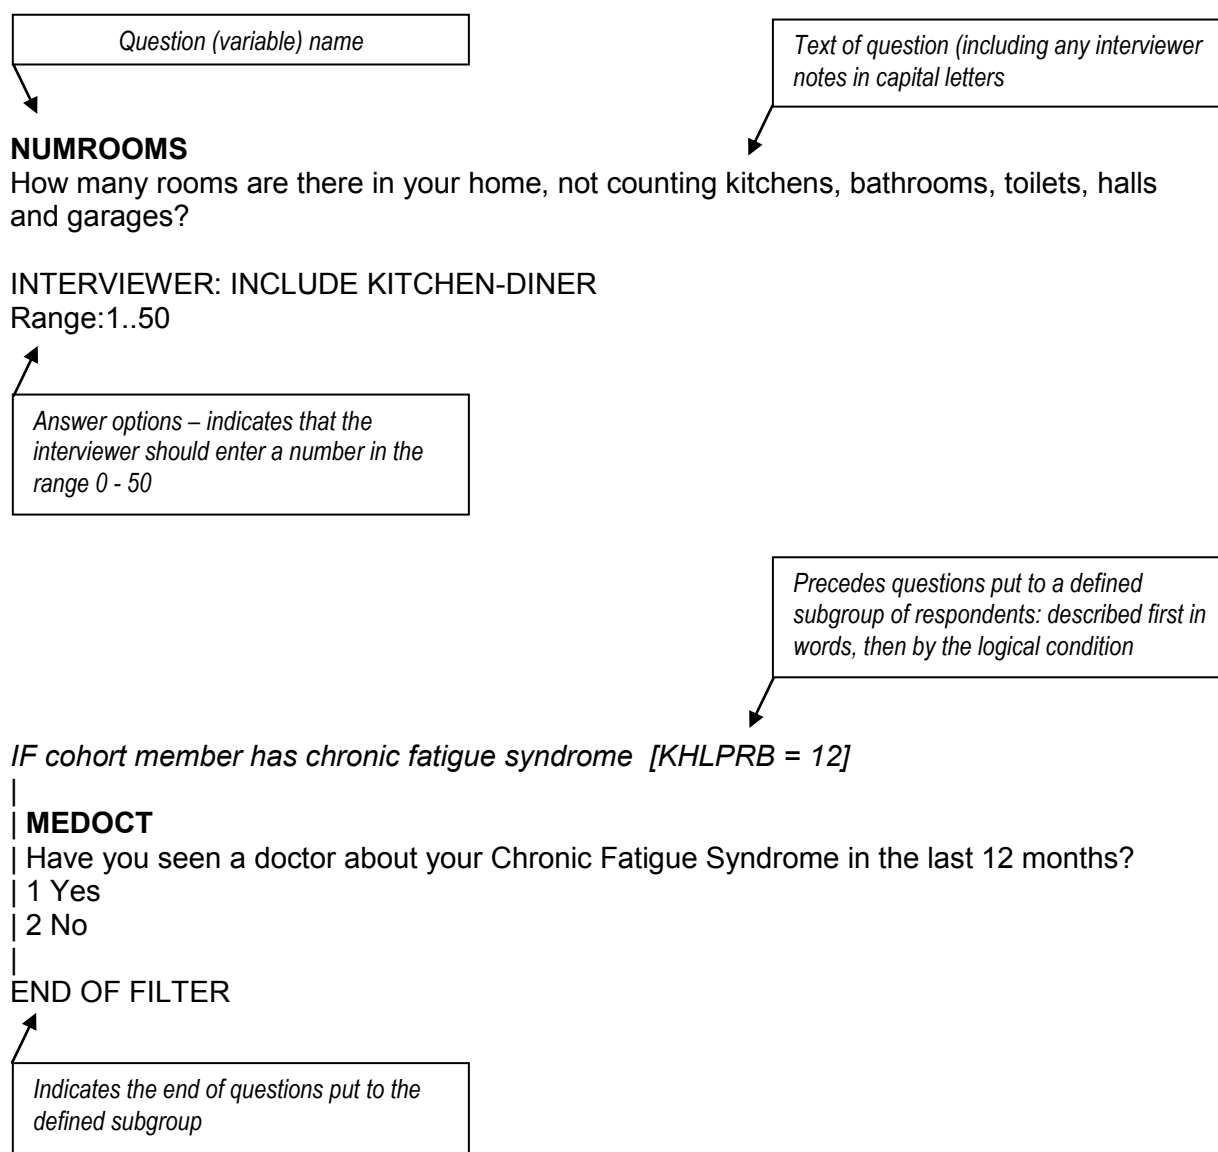 Question (variable) name
Text of question (including any interviewer
notes in capital letters
NUMROOMS
How many rooms are there in your home, not counting kitchens, bathrooms, toilets, halls
and garages?
INTERVIEWER: INCLUDE KITCHEN-DINER
Range:1..50
Answer options – indicates that the
interviewer should enter a number in the
range 0 - 50
Precedes questions put to a defined
subgroup of respondents: described first in
words, then by the logical condition
IF cohort member has chronic fatigue syndrome [KHLPRB = 12]
|
| MEDOCT
| Have you seen a doctor about your Chronic Fatigue Syndrome in the last 12 months?
| 1 Yes
| 2 No
|
END OF FILTER
Indicates the end of questions put to the
defined subgroup